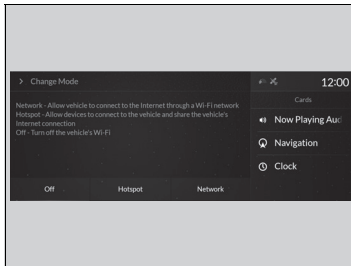 > Change Mode
12:00
Network - Allow vehicle to connect to the Internet through a Wi-Fi network
Hotspot - Allow devices to connect to the vehicle and share the vehicle's
Internet connection
Off - Turn off the vehicle's Wi-Fi
Off
Hotspot
Network
Cards
Now Playing Aud
Navigation
Clock